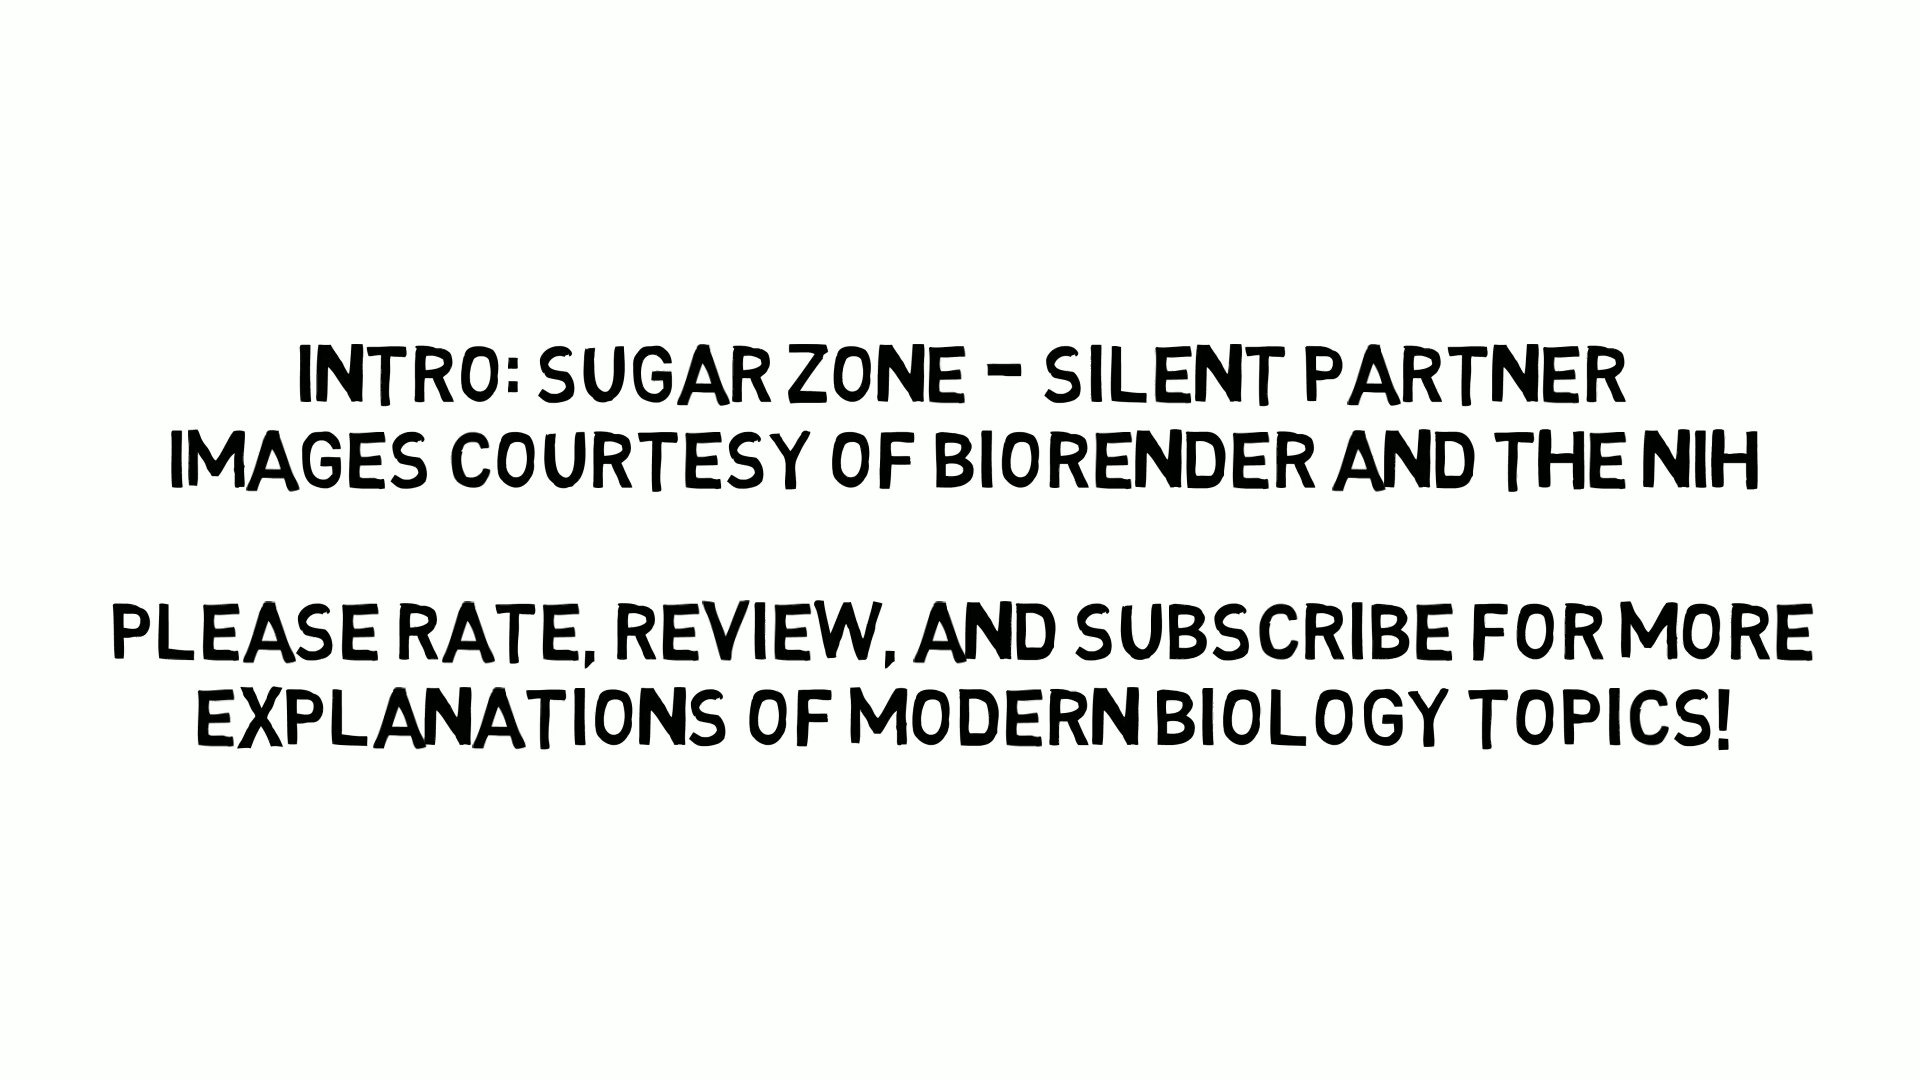 INTRO: SUGAR ZONE - SILENT PARTNER
IMAGES COURTESY OF BIORENDER AND THE NIH
PLEASE RATE, REVIEW, AND SUBSCRIBE FOR MORE
EXPLANATIONS OF MODERN BIOLOGY TOPICS!